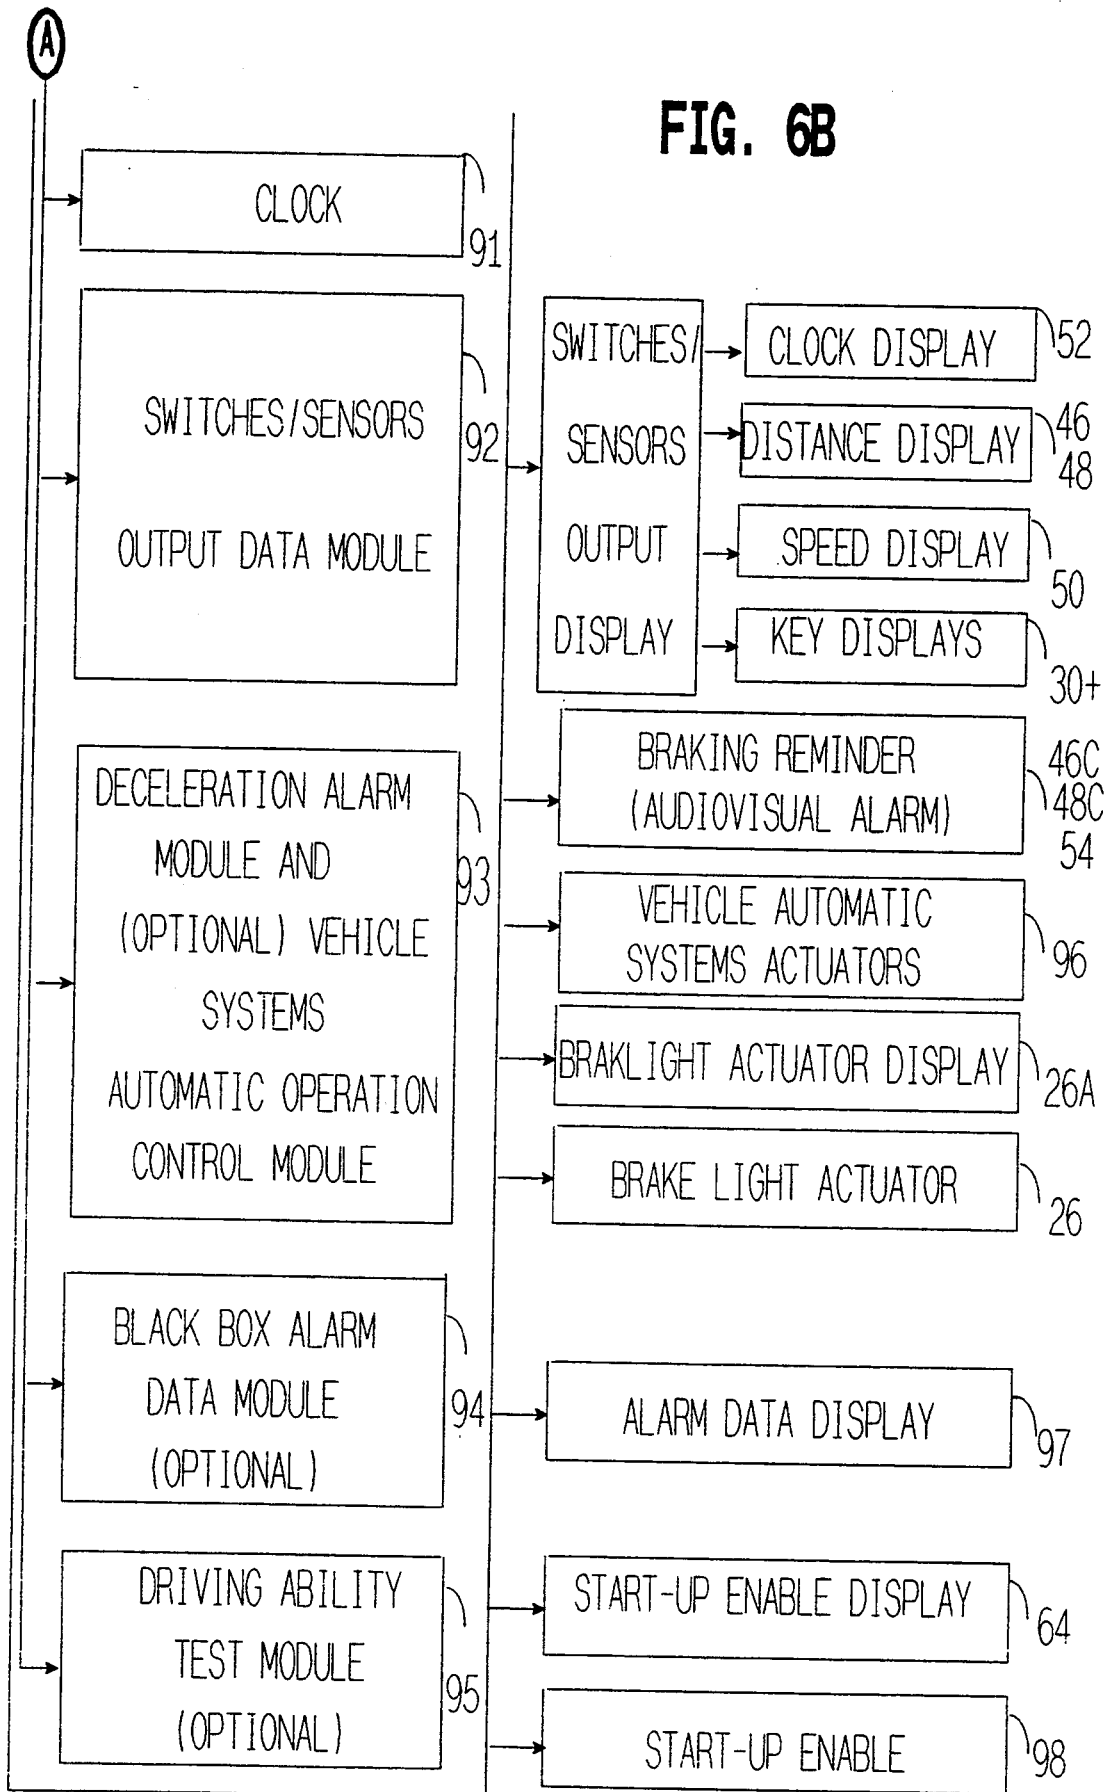 A
FIG. 6B
CLOCK
91
SWITCHES/SENSORS
OUTPUT DATA MODULE
92
SWITCHES/
SENSORS
OUTPUT
DISPLAY
CLOCK DISPLAY
52
DISTANCE DISPLAY
46
48
SPEED DISPLAY
50
KEY DISPLAYS
30+
DECELERATION ALARM
MODULE AND
(OPTIONAL) VEHICLE
SYSTEMS
AUTOMATIC OPERATION
CONTROL MODULE
93
BRAKING REMINDER
(AUDIOVISUAL ALARM)
46C
48C
54
VEHICLE AUTOMATIC
SYSTEMS ACTUATORS
96
BRAKLIGHT ACTUATOR DISPLAY
26A
BRAKE LIGHT ACTUATOR
26
BLACK BOX ALARM
DATA MODULE
(OPTIONAL)
94
ALARM DATA DISPLAY
97
DRIVING ABILITY
TEST MODULE
(OPTIONAL)
95
START-UP ENABLE DISPLAY
64
START-UP ENABLE
98